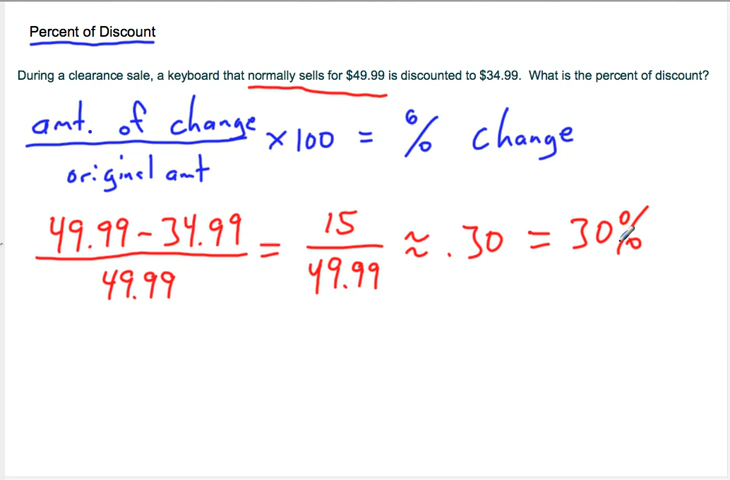 Percent of Discount
During a clearance sale, a keyboard that normally sells for $49.99 is discounted to $34.99. What is the percent of discount?
amt. of change
original amt
× 100 = % change
49.99 - 34.99
49.99
= 15
49.99
≈ .30 = 30%